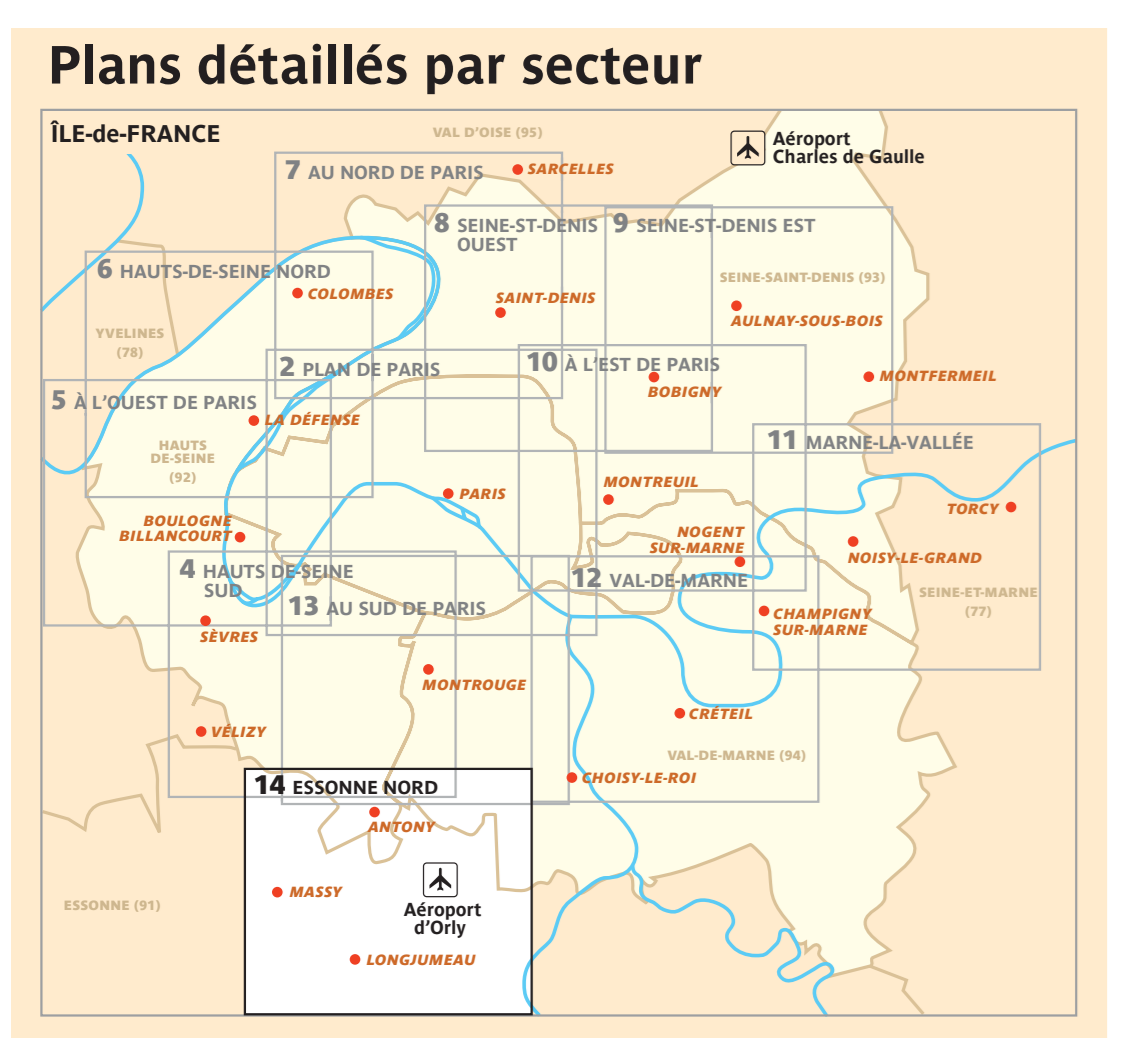 Plans détaillés par secteur
ÎLE-de-FRANCE
VAL D'OISE (95)
Aéroport
Charles de Gaulle
7 AU NORD DE PARIS
SARCELLES
8 SEINE-ST-DENIS
OUEST
9 SEINE-ST-DENIS EST
6 HAUTS-DE-SEINE NORD
SEINE-SAINT-DENIS (93)
COLOMBES
SAINT-DENIS
AULNAY-SOUS-BOIS
YVELINES
(78)
2 PLAN DE PARIS
10 À L'EST DE PARIS
BOBIGNY
MONTFERMEIL
5 À L'OUEST DE PARIS
LA DÉFENSE
HAUTS
DE-SEINE
(92)
11 MARNE-LA-VALLÉE
PARIS
MONTREUIL
TORCY
BOULOGNE
BILLANCOURT
NOGENT
SUR-MARNE
NOISY-LE-GRAND
4 HAUTS DE-SEINE
SUD
12 VAL-DE-MARNE
SEINE-ET-MARNE
(77)
13 AU SUD DE PARIS
CHAMPIGNY
SUR-MARNE
SÈVRES
MONTROUGE
CRÉTEIL
VÉLIZY
VAL-DE-MARNE (94)
CHOISY-LE-ROI
14 ESSONNE NORD
ANTONY
MASSY
ESSONNE (91)
Aéroport
d'Orly
LONGJUMEAU